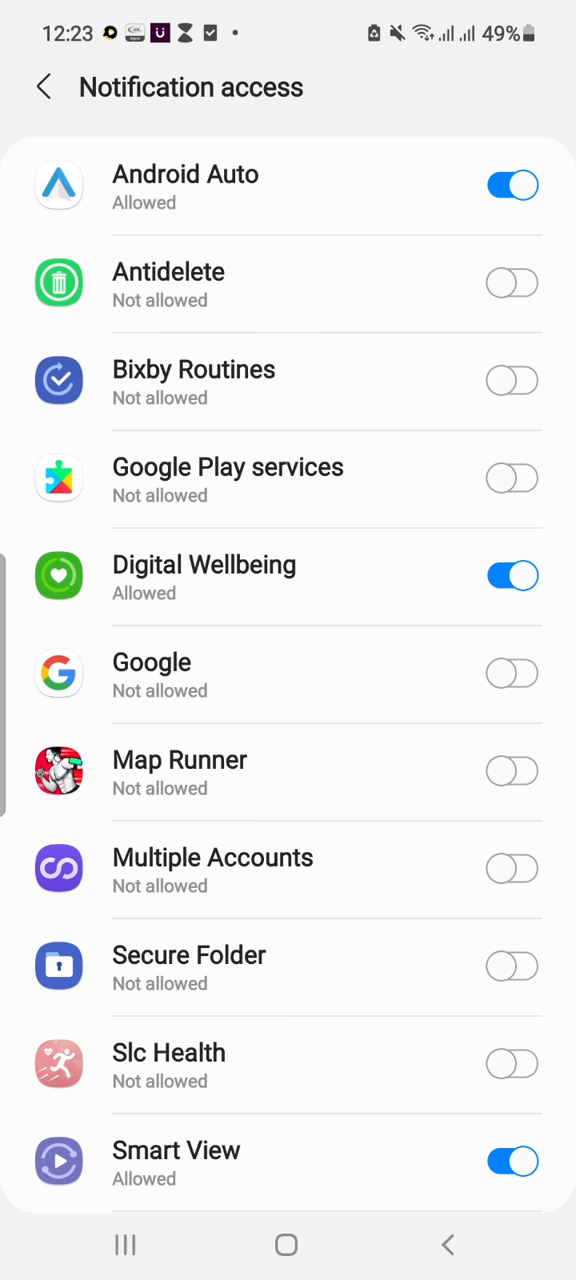 12:23 49%
Notification access
Android Auto
Allowed
Antidelete
Not allowed
Bixby Routines
Not allowed
Google Play services
Not allowed
Digital Wellbeing
Allowed
Google
Not allowed
Map Runner
Not allowed
Multiple Accounts
Not allowed
Secure Folder
Not allowed
Slc Health
Not allowed
Smart View
Allowed